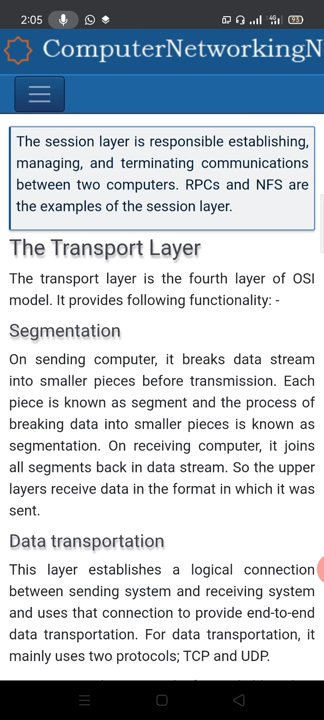 2:05
93
ComputerNetworkingN
The session layer is responsible establishing,
managing, and terminating communications
between two computers. RPCs and NFS are
the examples of the session layer.
The Transport Layer
The transport layer is the fourth layer of OSI
model. It provides following functionality: -
Segmentation
On sending computer, it breaks data stream
into smaller pieces before transmission. Each
piece is known as segment and the process of
breaking data into smaller pieces is known as
segmentation. On receiving computer, it joins
all segments back in data stream. So the upper
layers receive data in the format in which it was
sent.
Data transportation
This layer establishes a logical connection
between sending system and receiving system
and uses that connection to provide end-to-end
data transportation. For data transportation, it
mainly uses two protocols; TCP and UDP.